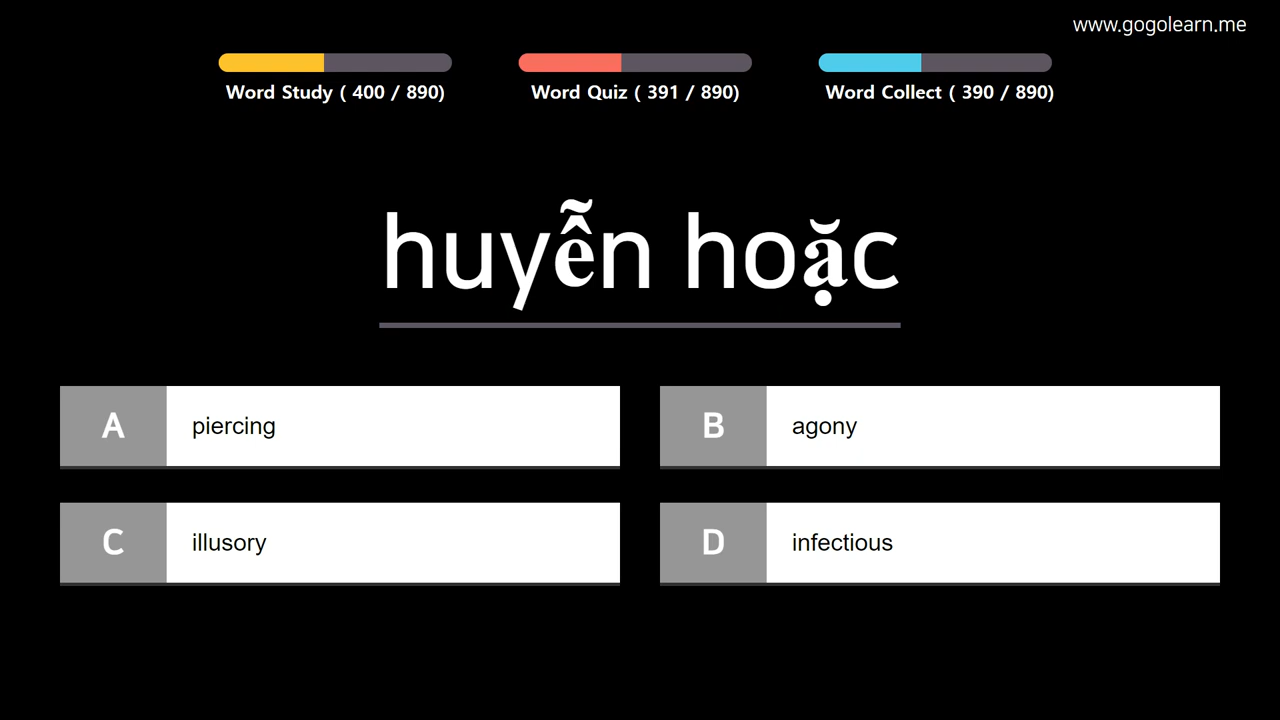 www.gogolearn.me
Word Study ( 400 / 890)
Word Quiz ( 391 / 890)
Word Collect ( 390 / 890)
huyễn hoặc
A piercing
B agony
C illusory
D infectious